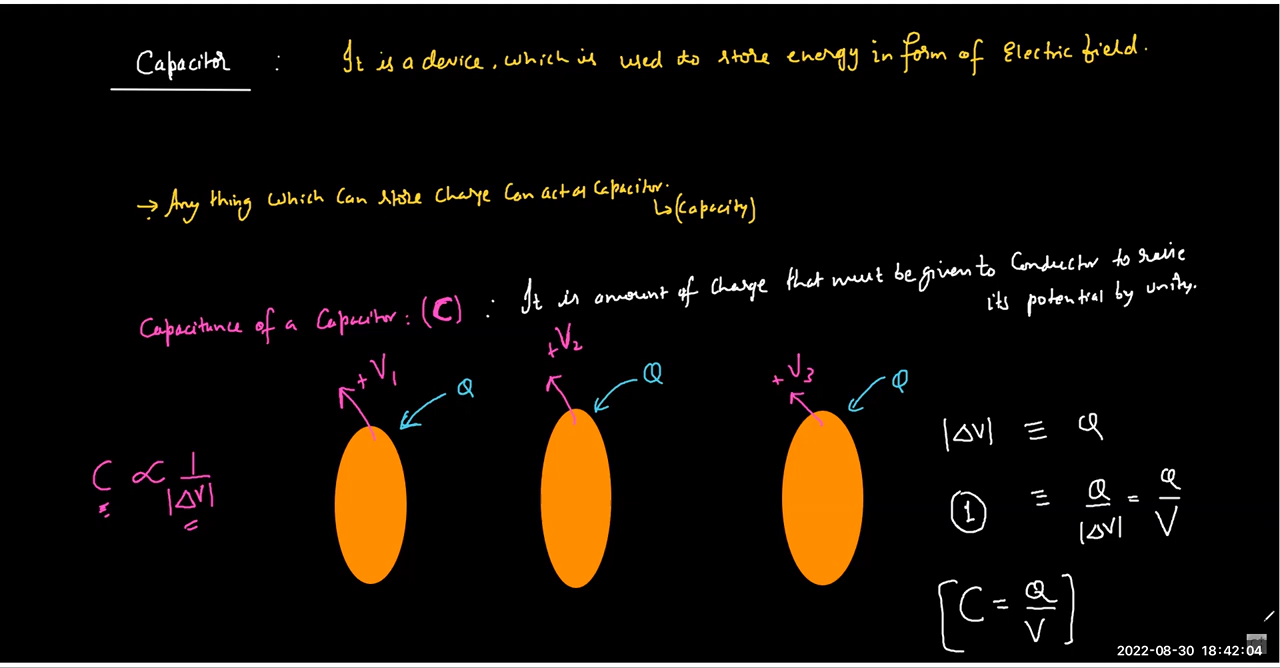 Capacitor : It is a device, which is used to store energy in form of Electric field.
→ Any thing which can store charge can act as capacitor.
↳ (Capacity)
Capacitance of a Capacitor: (C) : It is amount of charge that must be given to Conductor to raise
its potential by unity.
+V₁ Q +V₂ Q +V₃ Q
|ΔV| ≡ Q
C ∝ 1/|ΔV|
① ≡ Q/|ΔV| = Q/V
[C = Q/V]
2022-08-30 18:42:04